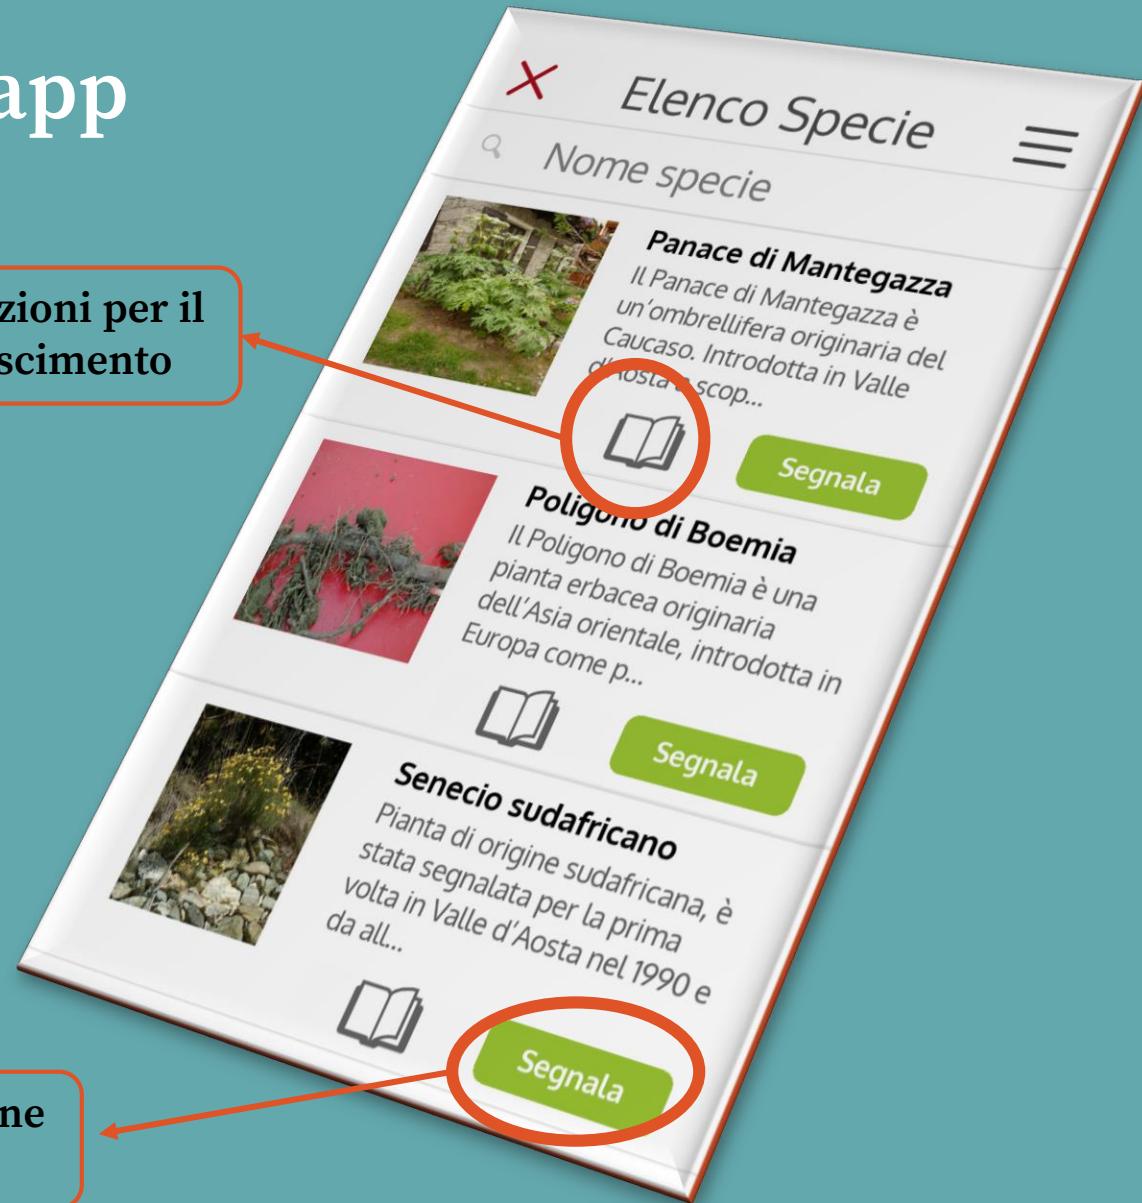 app
Elenco Specie
Nome specie
Panace di Mantegazza
Il Panace di Mantegazza è
un'ombrellifera originaria del
Caucaso. Introdotta in Valle
d'Aosta a scop...
Segnala
zioni per il
scimento
Poligono di Boemia
Il Poligono di Boemia è una
pianta erbacea originaria
dell'Asia orientale, introdotta in
Europa come p...
Segnala
Senecio sudafricano
Pianta di origine sudafricana, è
stata segnalata per la prima
volta in Valle d'Aosta nel 1990 e
da all...
Segnala
ne